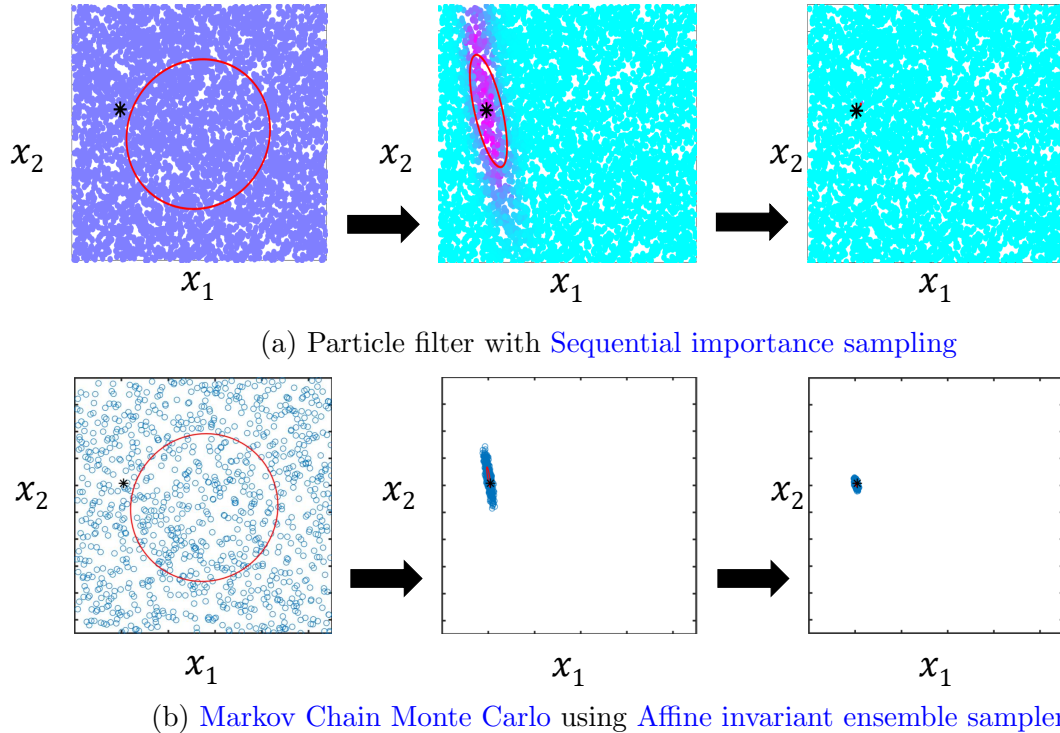 x₂
x₂
x₂
x₁
x₁
x₁
(a) Particle filter with Sequential importance sampling
x₂
x₂
x₂
x₁
x₁
x₁
(b) Markov Chain Monte Carlo using Affine invariant ensemble sampler